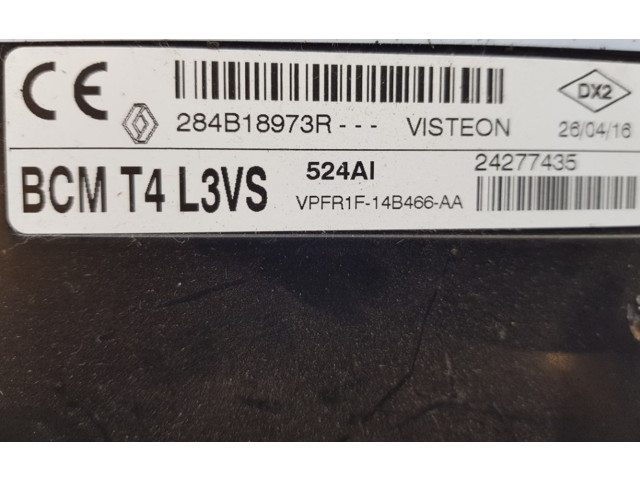 CE DX2
284B18973R--- VISTEON 26/04/16
BCM T4 L3VS 524AI 24277435
VPFR1F-14B466-AA